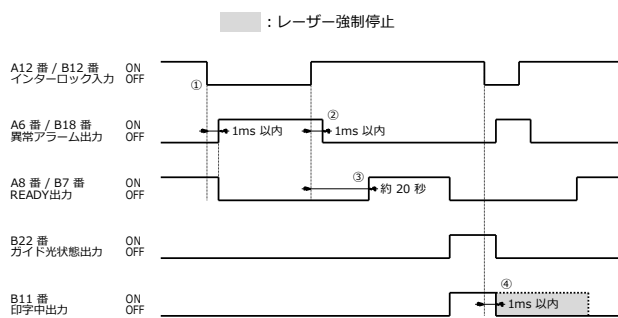 ：レーザー強制停止
A12 番 / B12 番 ON
インターロック入力 OFF
①
A6 番 / B18 番 ON
異常アラーム出力 OFF
②
1ms 以内 1ms 以内
A8 番 / B7 番 ON
READY出力 OFF
③
約 20 秒
B22 番 ON
ガイド光状態出力 OFF
B11 番 ON
印字中出力 OFF
④
1ms 以内